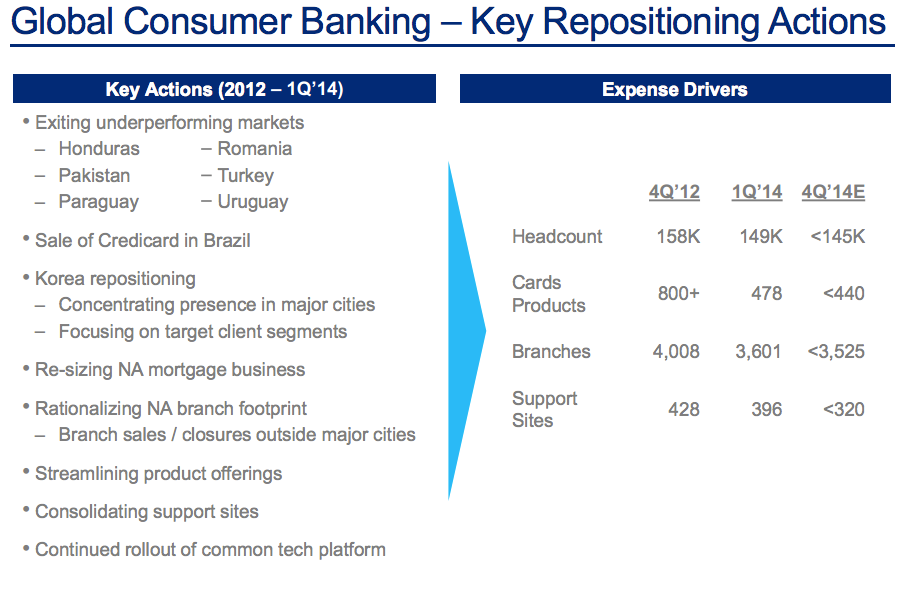 Global Consumer Banking – Key Repositioning Actions
Key Actions (2012 – 1Q’14)
• Exiting underperforming markets
– Honduras – Romania
– Pakistan – Turkey
– Paraguay – Uruguay
• Sale of Credicard in Brazil
• Korea repositioning
– Concentrating presence in major cities
– Focusing on target client segments
• Re-sizing NA mortgage business
• Rationalizing NA branch footprint
– Branch sales / closures outside major cities
• Streamlining product offerings
• Consolidating support sites
• Continued rollout of common tech platform
Expense Drivers
4Q’12 1Q’14 4Q’14E
Headcount 158K 149K <145K
Cards
Products 800+ 478 <440
Branches 4,008 3,601 <3,525
Support
Sites 428 396 <320